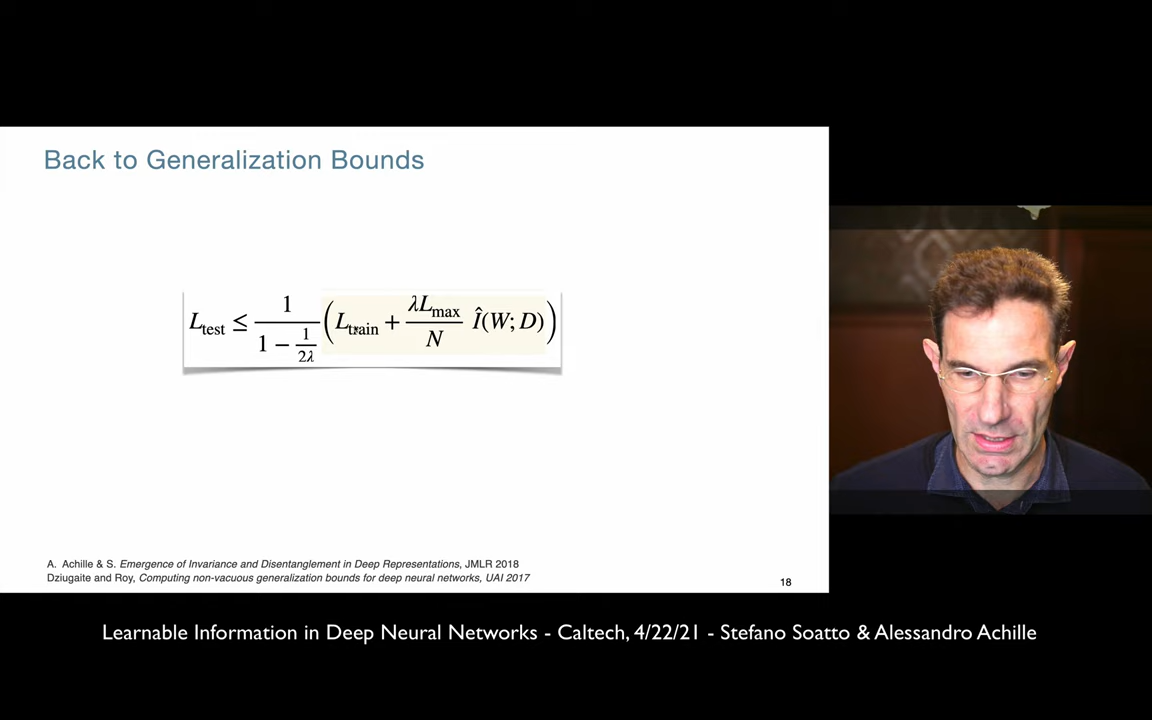 Back to Generalization Bounds
L_test ≤ 1 / (1 − 1/(2λ)) (L_train + (λL_max / N) Î(W; D))
A. Achille & S. Emergence of Invariance and Disentanglement in Deep Representations, JMLR 2018
Dziugaite and Roy, Computing non-vacuous generalization bounds for deep neural networks, UAI 2017
18
Learnable Information in Deep Neural Networks - Caltech, 4/22/21 - Stefano Soatto & Alessandro Achille